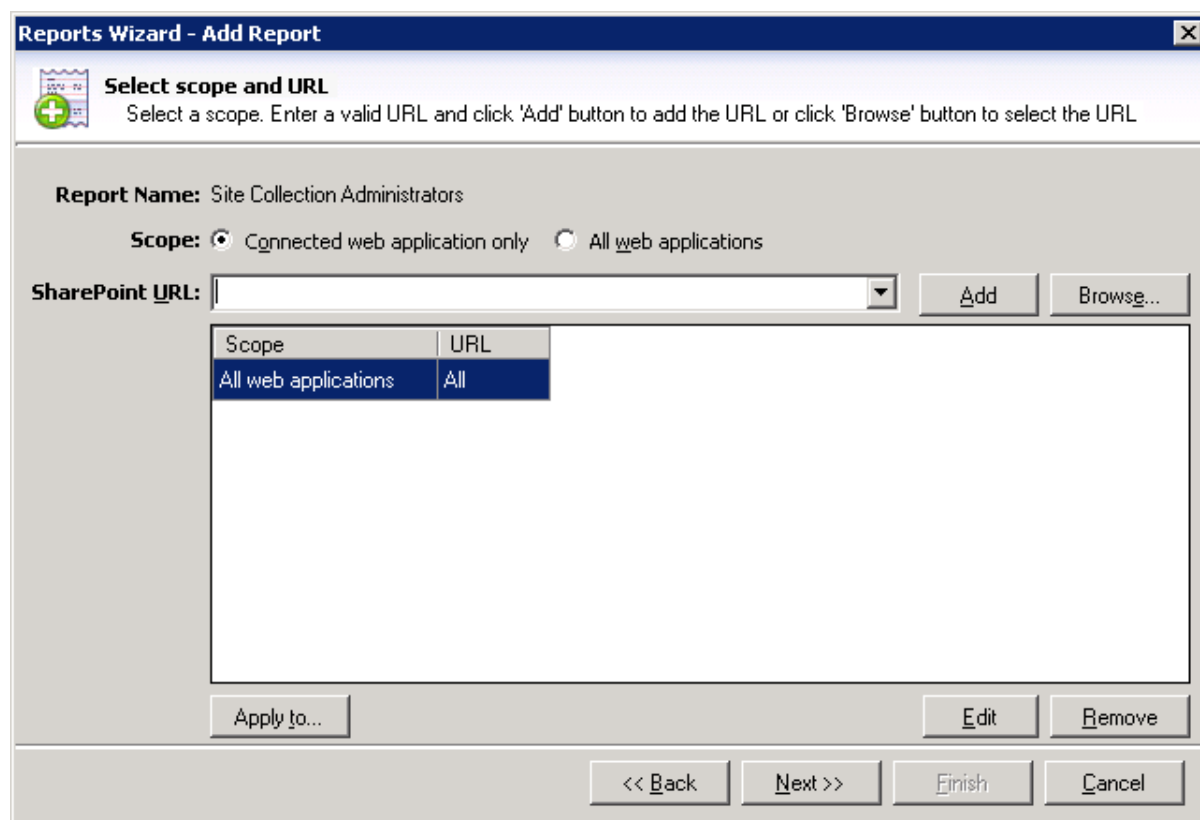 Reports Wizard - Add Report
Select scope and URL
Select a scope. Enter a valid URL and click 'Add' button to add the URL or click 'Browse' button to select the URL
Report Name: Site Collection Administrators
Scope: Connected web application only All web applications
SharePoint URL: Add Browse...
Scope URL
All web applications All
Apply to... Edit Remove
<< Back Next >> Finish Cancel